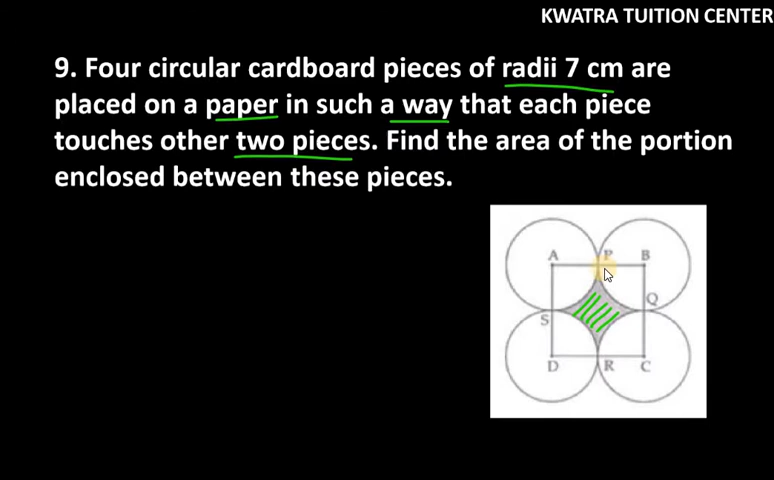 KWATRA TUITION CENTER
9. Four circular cardboard pieces of radii 7 cm are
placed on a paper in such a way that each piece
touches other two pieces. Find the area of the portion
enclosed between these pieces.
A P B
Q
S
D R C